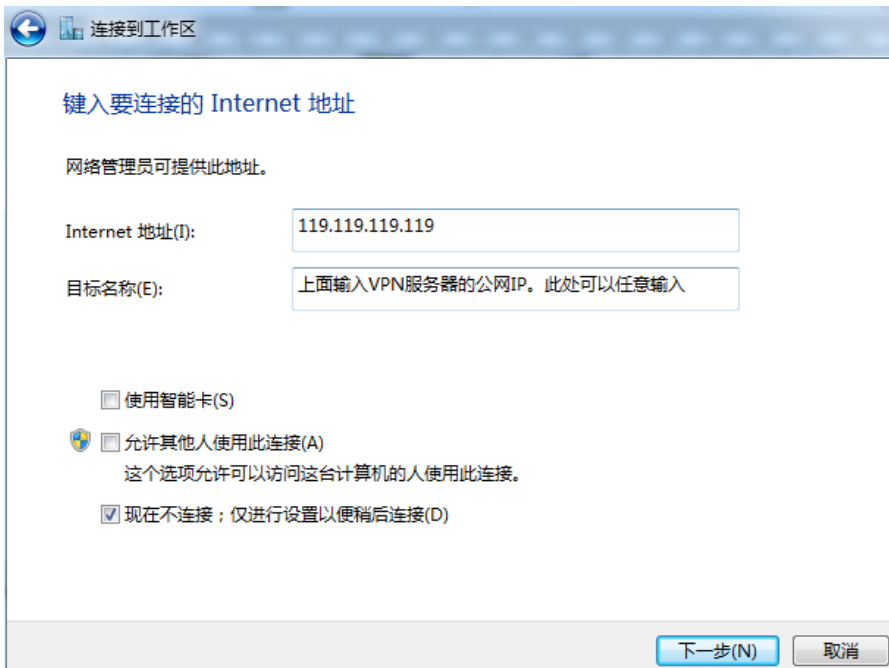 连接到工作区
键入要连接的 Internet 地址
网络管理员可提供此地址。
Internet 地址(I):
119.119.119.119
目标名称(E):
上面输入VPN服务器的公网IP。此处可以任意输入
使用智能卡(S)
允许其他人使用此连接(A)
这个选项允许可以访问这台计算机的人使用此连接。
现在不连接；仅进行设置以便稍后连接(D)
下一步(N)
取消